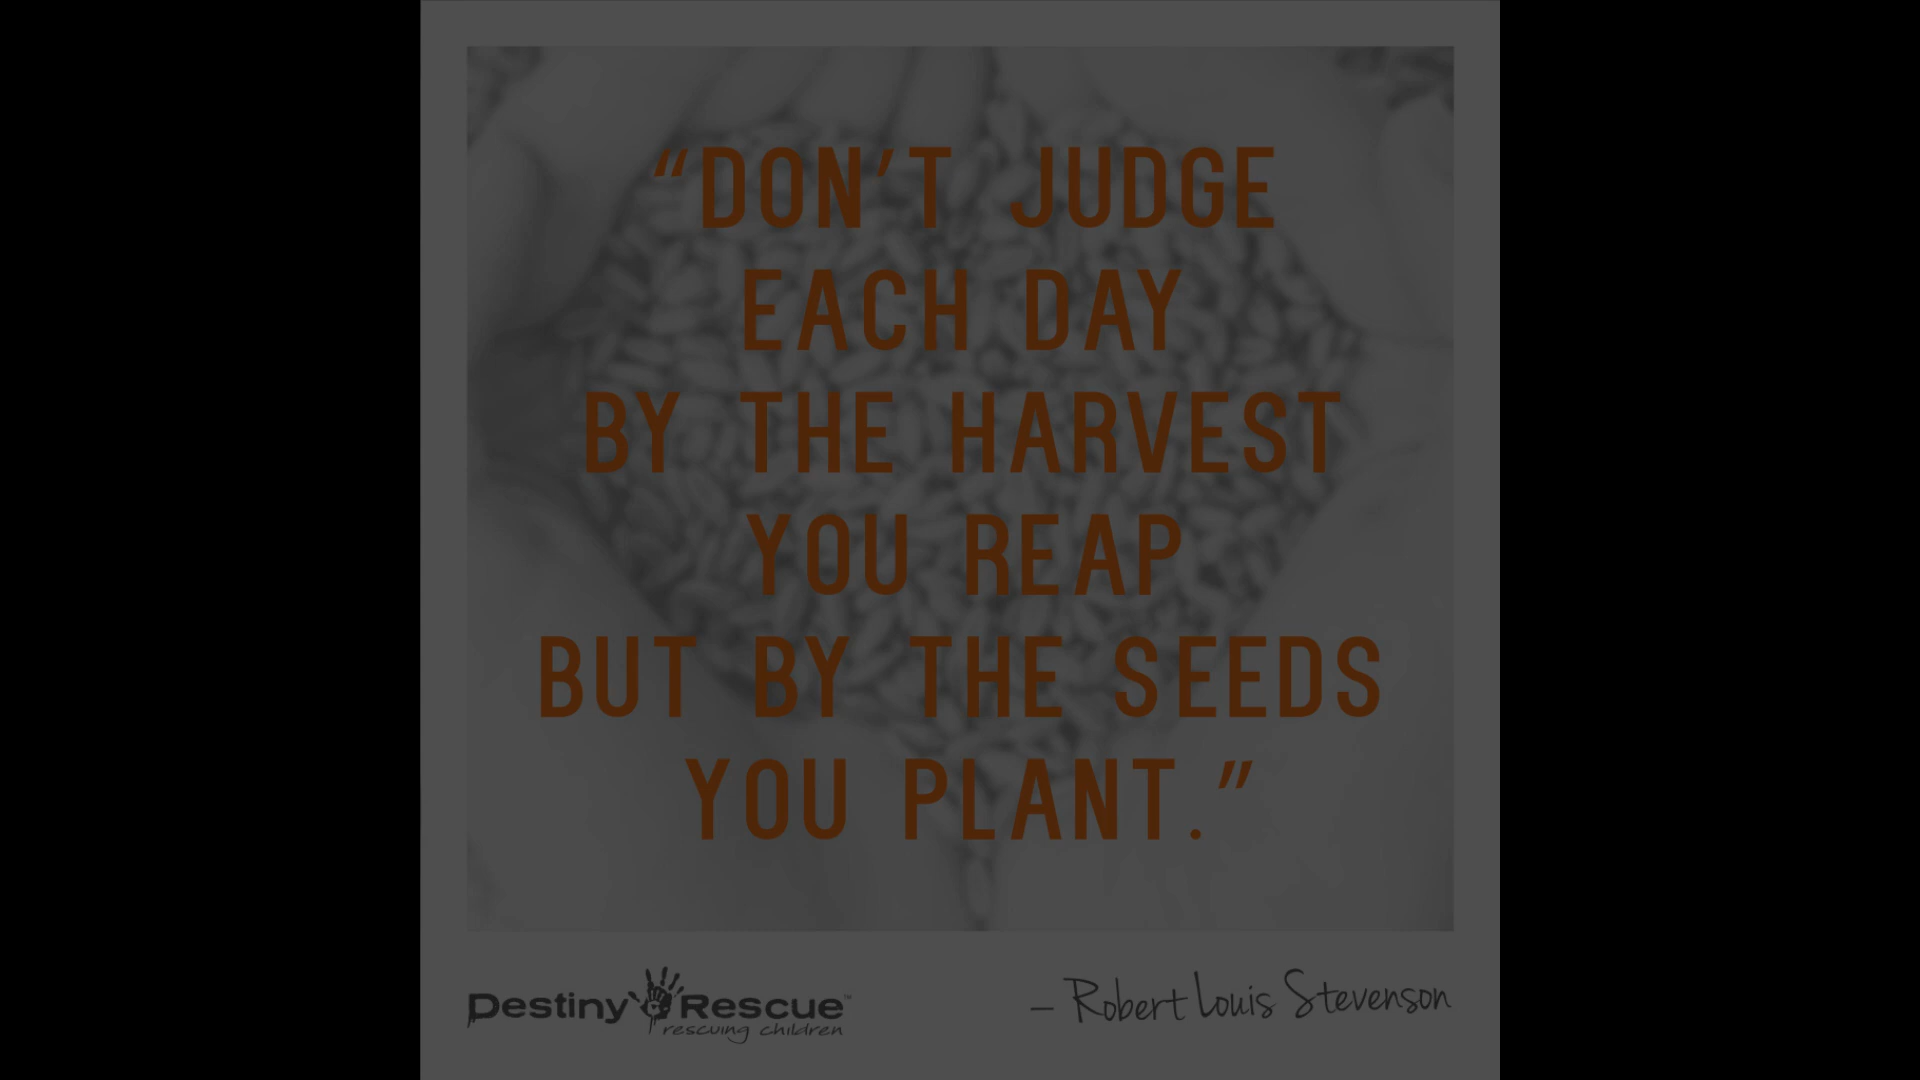 “DON’T JUDGE
EACH DAY
BY THE HARVEST
YOU REAP
BUT BY THE SEEDS
YOU PLANT.”
Destiny Rescue™
rescuing children
– Robert Louis Stevenson